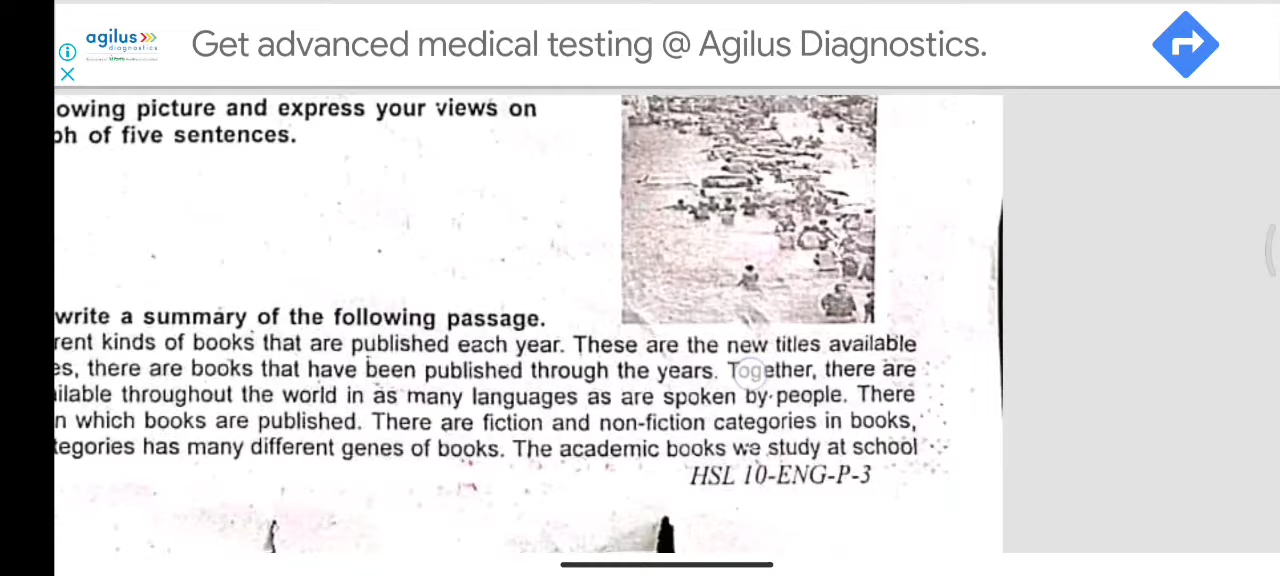 agilus
diagnostics
Get advanced medical testing @ Agilus Diagnostics.
owing picture and express your views on
ph of five sentences.
write a summary of the following passage.
rent kinds of books that are published each year. These are the new titles available
es, there are books that have been published through the years. Together, there are
ilable throughout the world in as many languages as are spoken by people. There
n which books are published. There are fiction and non-fiction categories in books,
tegories has many different genes of books. The academic books we study at school
HSL 10-ENG-P-3